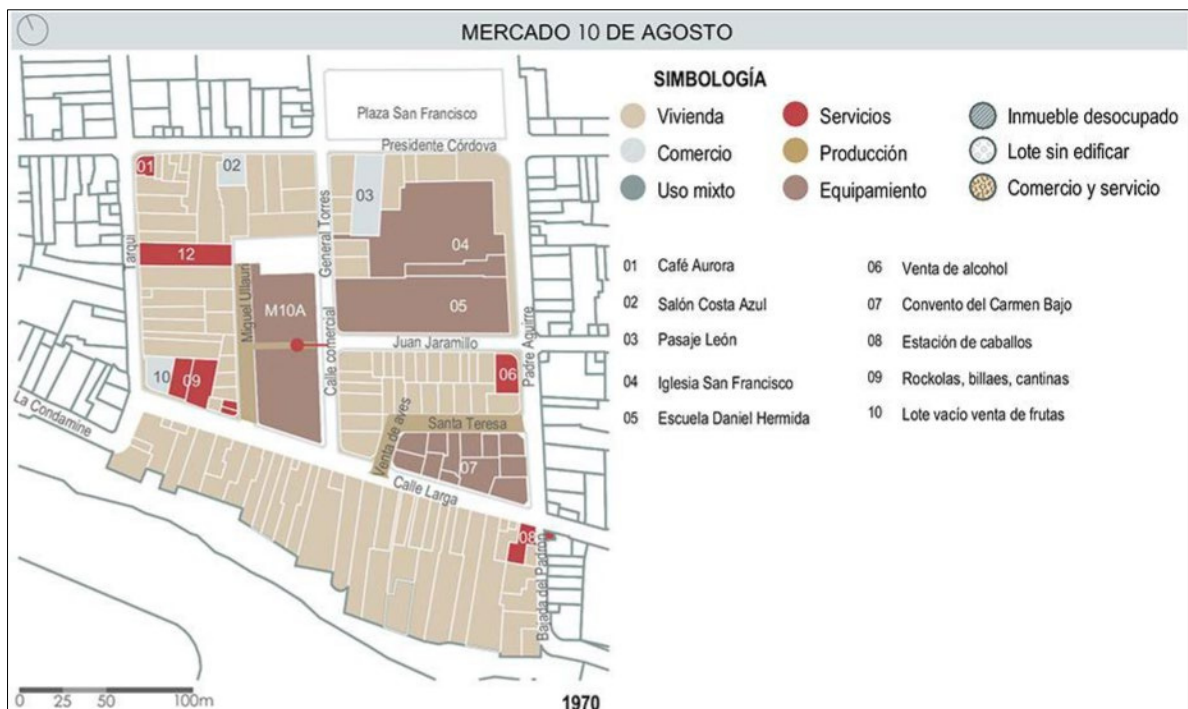 MERCADO 10 DE AGOSTO
SIMBOLOGÍA
Vivienda
Servicios
Inmueble desocupado
Comercio
Producción
Lote sin edificar
Uso mixto
Equipamiento
Comercio y servicio
01 Café Aurora
02 Salón Costa Azul
03 Pasaje León
04 Iglesia San Francisco
05 Escuela Daniel Hermida
06 Venta de alcohol
07 Convento del Carmen Bajo
08 Estación de caballos
09 Rockolas, billaes, cantinas
10 Lote vacío venta de frutas
Plaza San Francisco
Presidente Córdova
01
02
03
Tarqui
General Torres
04
12
Miguel Ullauri
M10A
05
Calle comercial
Juan Jaramillo
Padre Aguirre
10
09
06
La Condamine
Santa Teresa
Venta de aves
07
Calle Larga
08
Bajada del Padrón
0 25 50 100m
1970